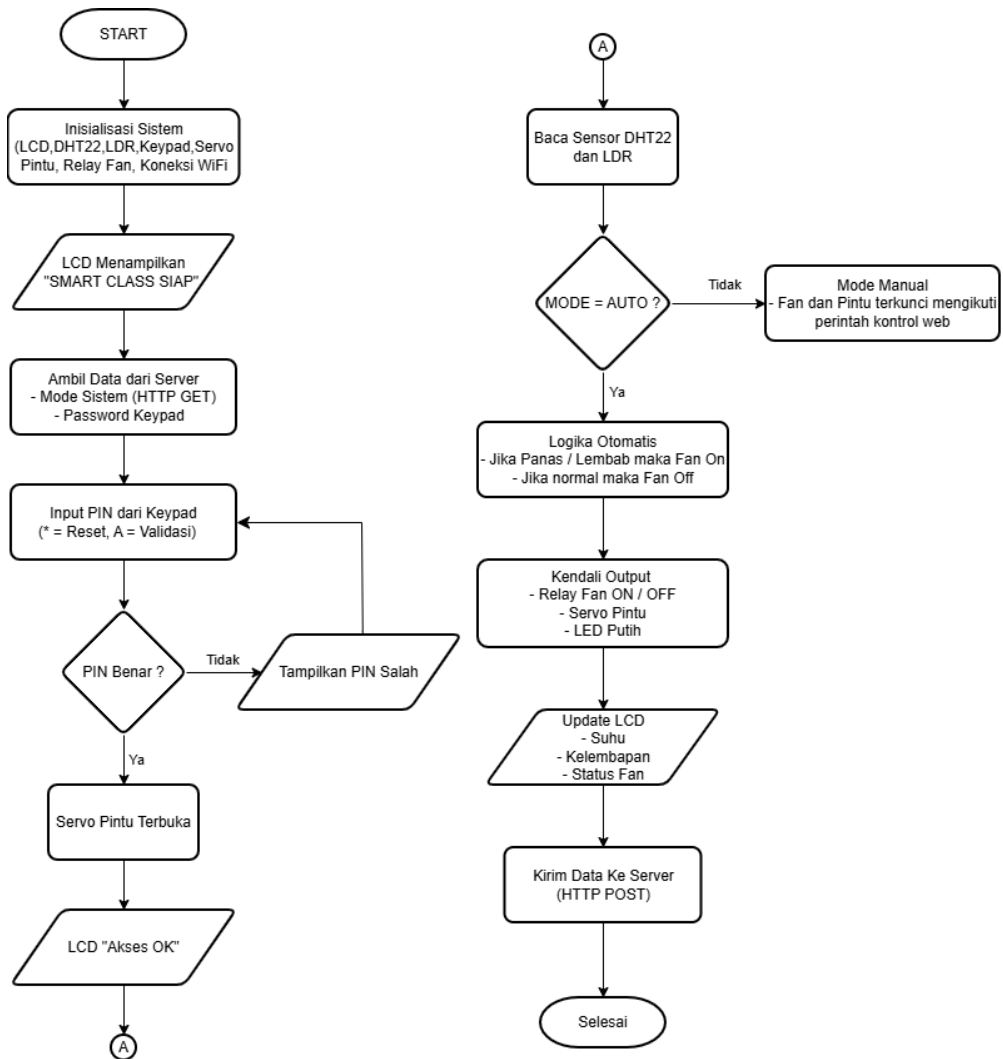 START
Inisialisasi Sistem
(LCD,DHT22,LDR,Keypad,Servo
Pintu, Relay Fan, Koneksi WiFi
LCD Menampilkan
"SMART CLASS SIAP"
Ambil Data dari Server
- Mode Sistem (HTTP GET)
- Password Keypad
Input PIN dari Keypad
(* = Reset, A = Validasi)
PIN Benar ?
Tidak
Tampilkan PIN Salah
Ya
Servo Pintu Terbuka
LCD "Akses OK"
A
A
Baca Sensor DHT22
dan LDR
MODE = AUTO ?
Tidak
Mode Manual
- Fan dan Pintu terkunci mengikuti
perintah kontrol web
Ya
Logika Otomatis
- Jika Panas / Lembab maka Fan On
- Jika normal maka Fan Off
Kendali Output
- Relay Fan ON / OFF
- Servo Pintu
- LED Putih
Update LCD
- Suhu
- Kelembapan
- Status Fan
Kirim Data Ke Server
(HTTP POST)
Selesai